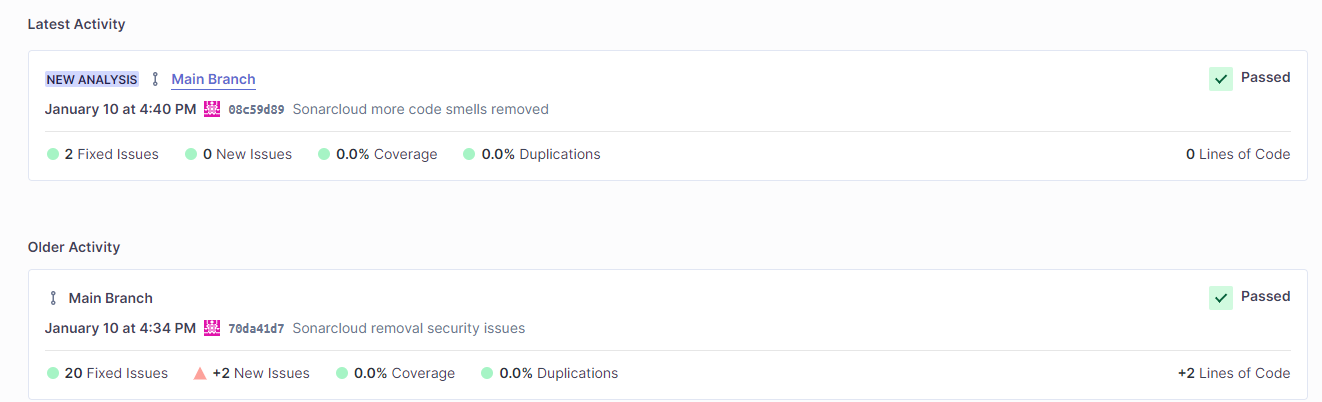 Latest Activity
NEW ANALYSIS Main Branch Passed
January 10 at 4:40 PM 08c59d89 Sonarcloud more code smells removed
2 Fixed Issues 0 New Issues 0.0% Coverage 0.0% Duplications 0 Lines of Code
Older Activity
Main Branch Passed
January 10 at 4:34 PM 70da41d7 Sonarcloud removal security issues
20 Fixed Issues +2 New Issues 0.0% Coverage 0.0% Duplications +2 Lines of Code